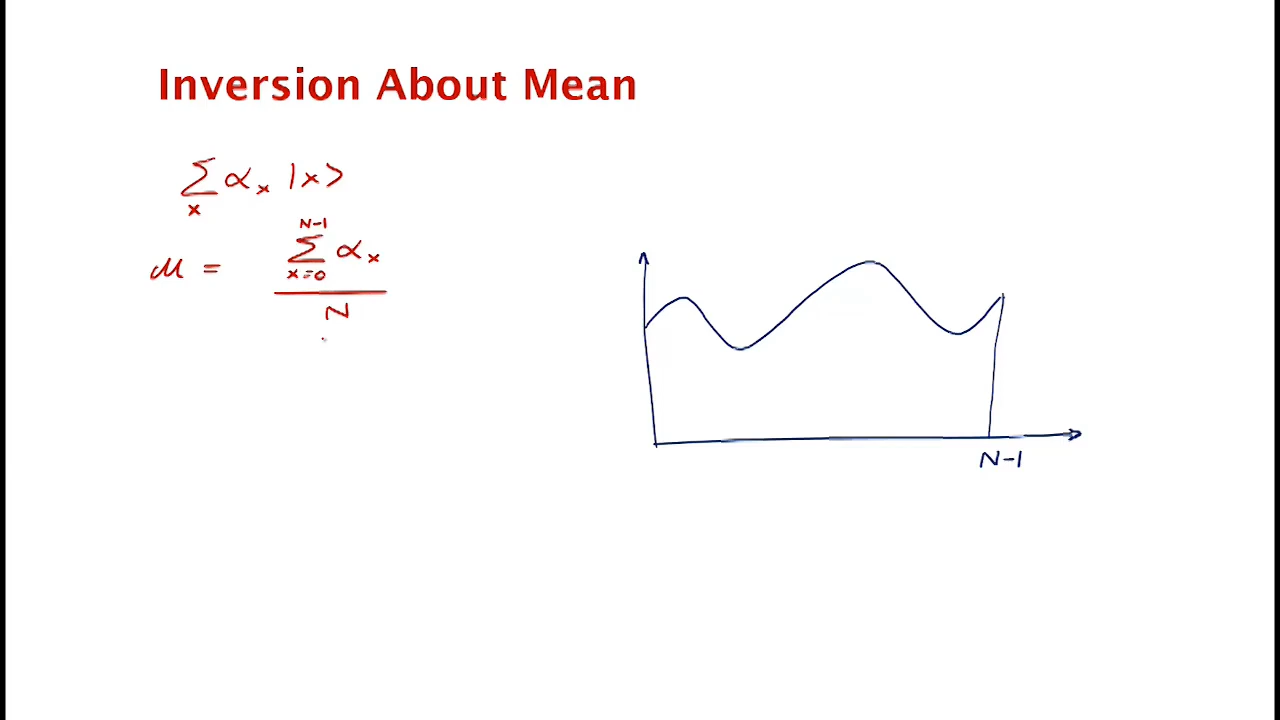 Inversion About Mean
∑ₓ αₓ |x>
μ = ∑_{x=0}^{N-1} αₓ / N
N-1